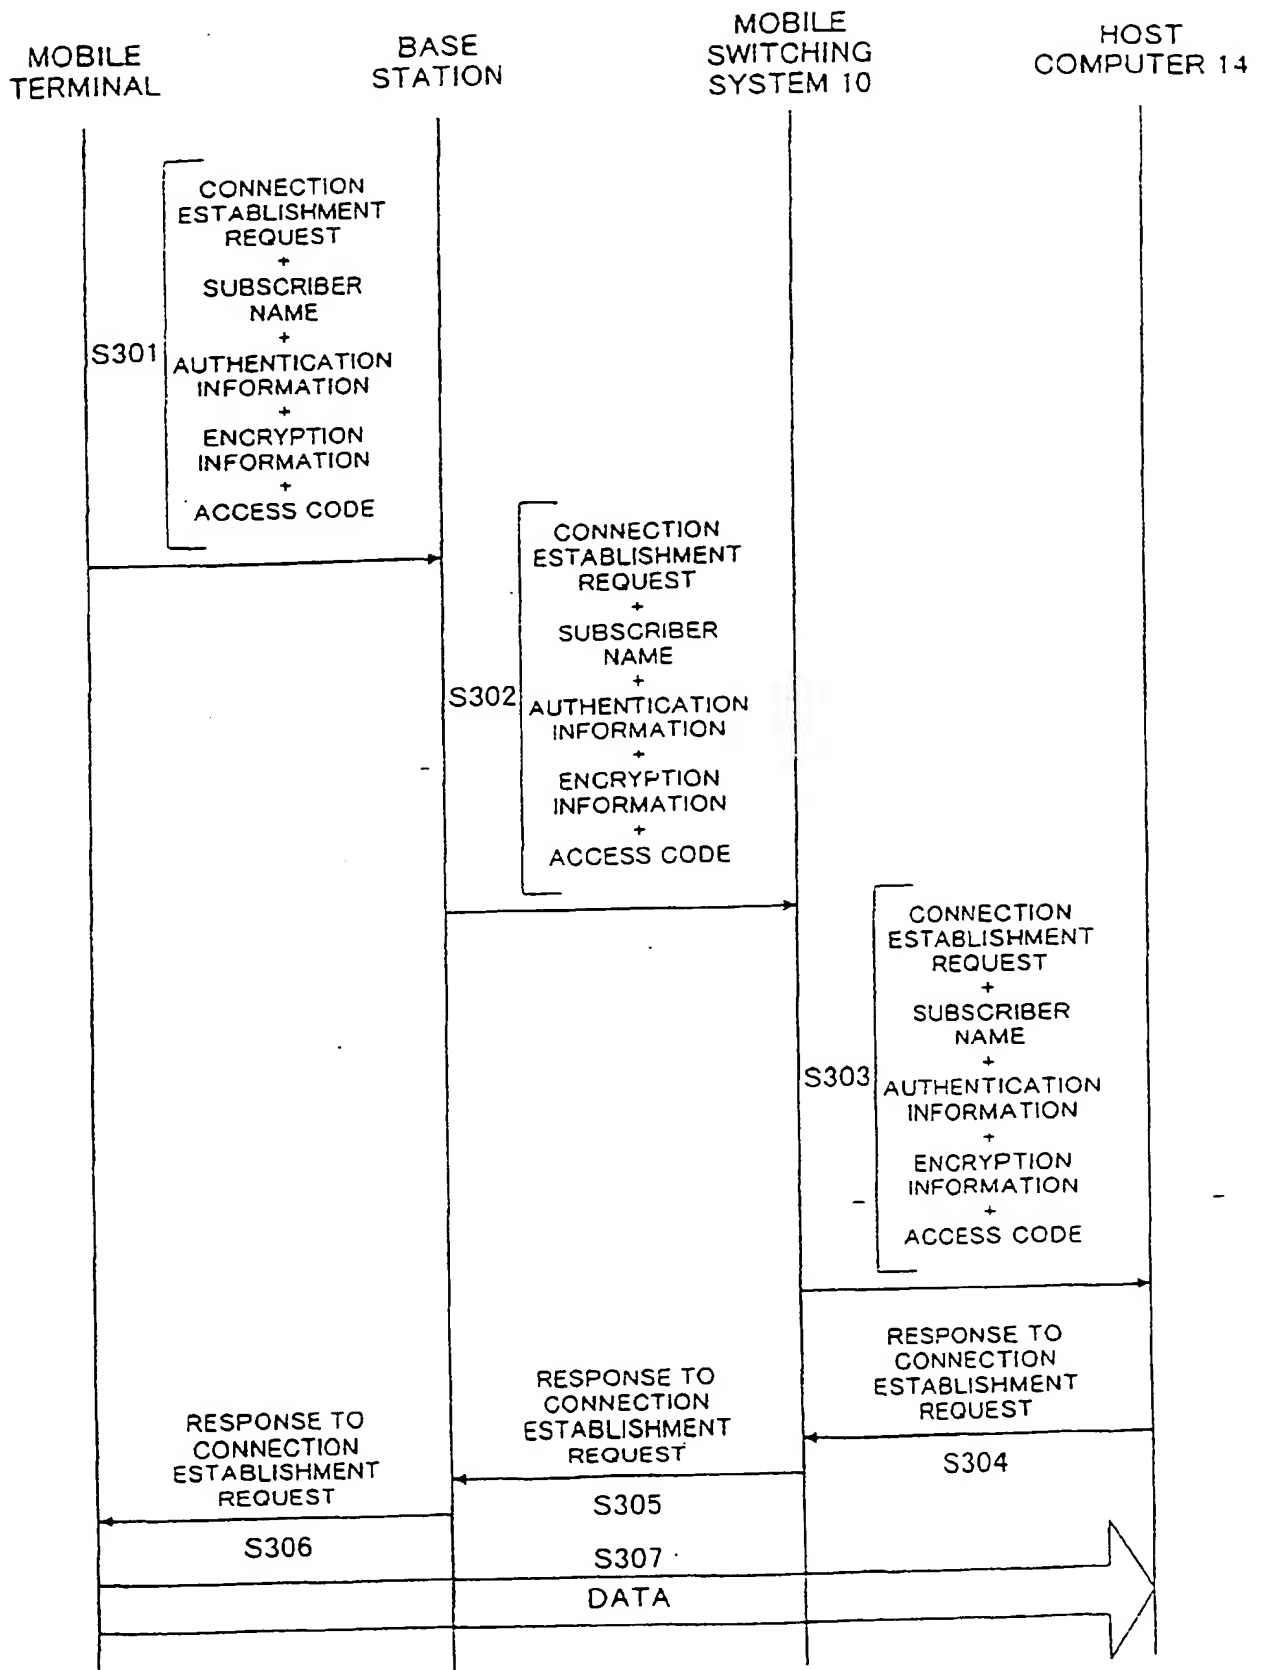 MOBILE
TERMINAL
BASE
STATION
MOBILE
SWITCHING
SYSTEM 10
HOST
COMPUTER 14
S301
CONNECTION
ESTABLISHMENT
REQUEST
+
SUBSCRIBER
NAME
+
AUTHENTICATION
INFORMATION
+
ENCRYPTION
INFORMATION
+
ACCESS CODE
S302
CONNECTION
ESTABLISHMENT
REQUEST
+
SUBSCRIBER
NAME
+
AUTHENTICATION
INFORMATION
+
ENCRYPTION
INFORMATION
+
ACCESS CODE
S303
CONNECTION
ESTABLISHMENT
REQUEST
+
SUBSCRIBER
NAME
+
AUTHENTICATION
INFORMATION
+
ENCRYPTION
INFORMATION
+
ACCESS CODE
RESPONSE TO
CONNECTION
ESTABLISHMENT
REQUEST
S304
RESPONSE TO
CONNECTION
ESTABLISHMENT
REQUEST
S305
RESPONSE TO
CONNECTION
ESTABLISHMENT
REQUEST
S306
S307
DATA